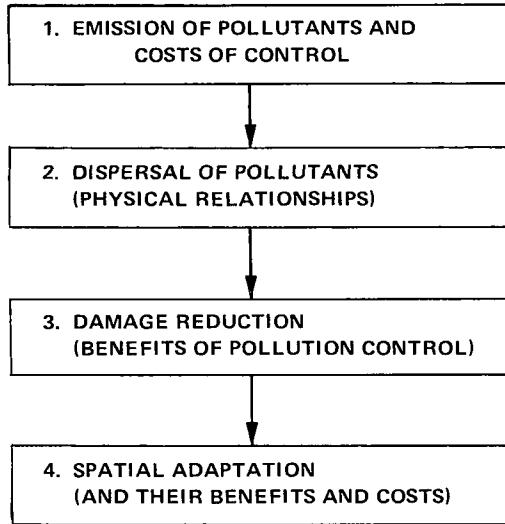 1. EMISSION OF POLLUTANTS AND
COSTS OF CONTROL
2. DISPERSAL OF POLLUTANTS
(PHYSICAL RELATIONSHIPS)
3. DAMAGE REDUCTION
(BENEFITS OF POLLUTION CONTROL)
4. SPATIAL ADAPTATION
(AND THEIR BENEFITS AND COSTS)